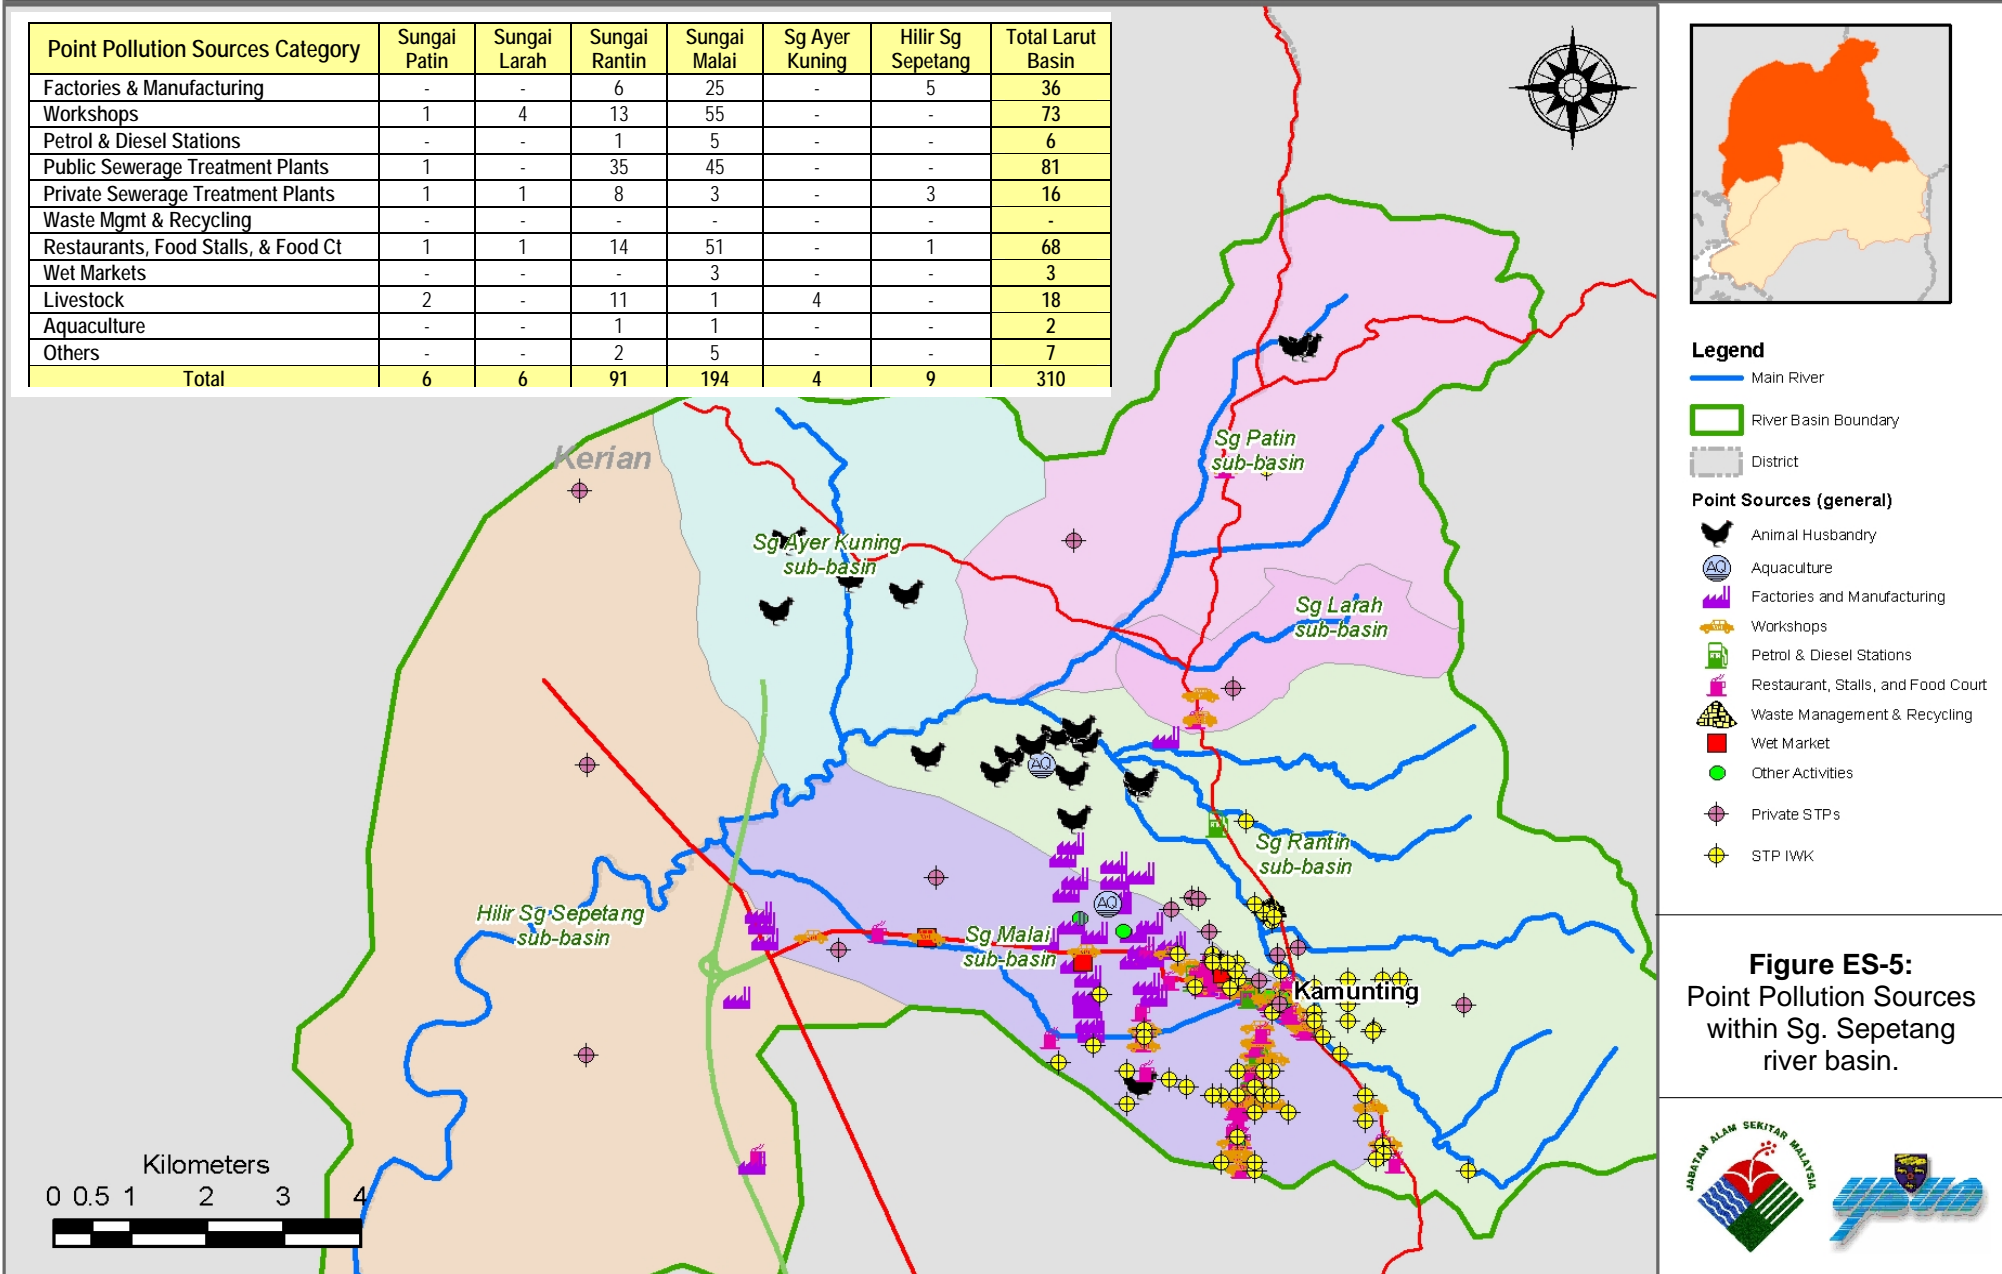 Point Pollution Sources Category Sungai Patin Sungai Larah Sungai Rantin Sungai Malai Sg Ayer Kuning Hilir Sg Sepetang Total Larut Basin
Factories & Manufacturing - - 6 25 - 5 36
Workshops 1 4 13 55 - - 73
Petrol & Diesel Stations - - 1 5 - - 6
Public Sewerage Treatment Plants 1 - 35 45 - - 81
Private Sewerage Treatment Plants 1 1 8 3 - 3 16
Waste Mgmt & Recycling - - - - - - -
Restaurants, Food Stalls, & Food Ct 1 1 14 51 - 1 68
Wet Markets - - - 3 - - 3
Livestock 2 - 11 1 4 - 18
Aquaculture - - 1 1 - - 2
Others - - 2 5 - - 7
Total 6 6 91 194 4 9 310
Kerian
Sg Patin
sub-basin
Sg Ayer Kuning
sub-basin
Sg Larah
sub-basin
AQ
Sg Rantin
sub-basin
AQ
Hilir Sg Sepetang
sub-basin
Sg Malai
sub-basin
Kamunting
Kilometers
0 0.5 1 2 3 4
Legend
Main River
River Basin Boundary
District
Point Sources (general)
Animal Husbandry
AQ Aquaculture
Factories and Manufacturing
Workshops
Petrol & Diesel Stations
Restaurant, Stalls, and Food Court
Waste Management & Recycling
Wet Market
Other Activities
Private STPs
STP IWK
Figure ES-5:
Point Pollution Sources
within Sg. Sepetang
river basin.
JABATAN ALAM SEKITAR MALAYSIA
upum